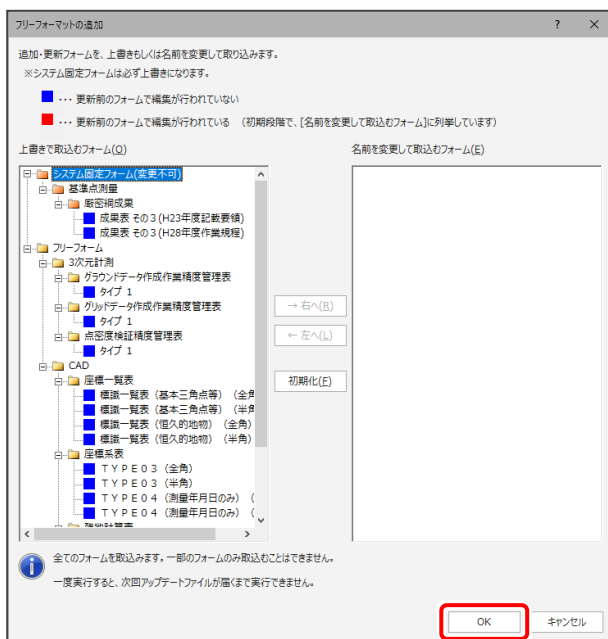 フリーフォーマットの追加
? ×
追加・更新フォームを、上書きもしくは名前を変更して取り込みます。
※システム固定フォームは必ず上書きになります。
・・・ 更新前のフォームで編集が行われていない
・・・ 更新前のフォームで編集が行われている （初期段階で、[名前を変更して取込むフォーム]に列挙しています）
上書きで取込むフォーム(O)
名前を変更して取込むフォーム(E)
システム固定フォーム(変更不可)
基準点測量
厳密網成果
成果表 その３(H23年度記載要領)
成果表 その３(H28年度作業規程)
フリーフォーム
3次元計測
グラウンドデータ作成作業精度管理表
タイプ 1
グリッドデータ作成作業精度管理表
タイプ 1
点密度検証精度管理表
タイプ 1
CAD
座標一覧表
標識一覧表（基本三角点等）（全角
標識一覧表（基本三角点等）（半角
標識一覧表（恒久的地物）（全角）
標識一覧表（恒久的地物）（半角）
座標系表
ＴＹＰＥ０３（全角）
ＴＹＰＥ０３（半角）
ＴＹＰＥ０４（測量年月日のみ）（
ＴＹＰＥ０４（測量年月日のみ）（
→ 右へ(R)
← 左へ(L)
初期化(F)
全てのフォームを取込みます。一部のフォームのみ取込むことはできません。
一度実行すると、次回アップデートファイルが届くまで実行できません。
OK
キャンセル